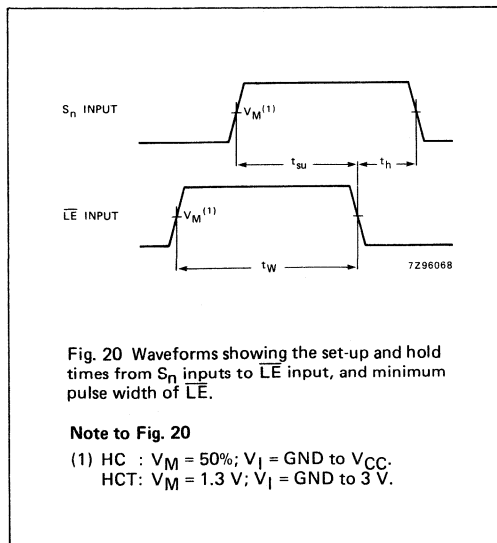 Sn INPUT
VM(1)
tsu
th
LE INPUT
VM(1)
tW
7Z96068
Fig. 20 Waveforms showing the set-up and hold
times from Sn inputs to LE input, and minimum
pulse width of LE.
Note to Fig. 20
(1) HC : VM = 50%; VI = GND to VCC.
HCT: VM = 1.3 V; VI = GND to 3 V.